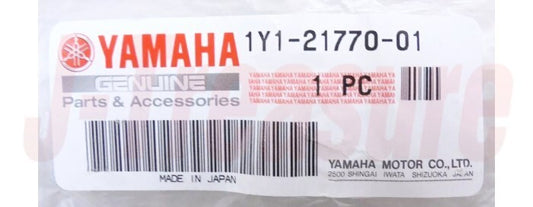 YAMAHA 1Y1-21770-01
GENUINE
Parts & Accessories
1 PC
MADE IN JAPAN
YAMAHA MOTOR CO.,LTD.
2500 SHINGAI IWATA SHIZUOKA JAPAN